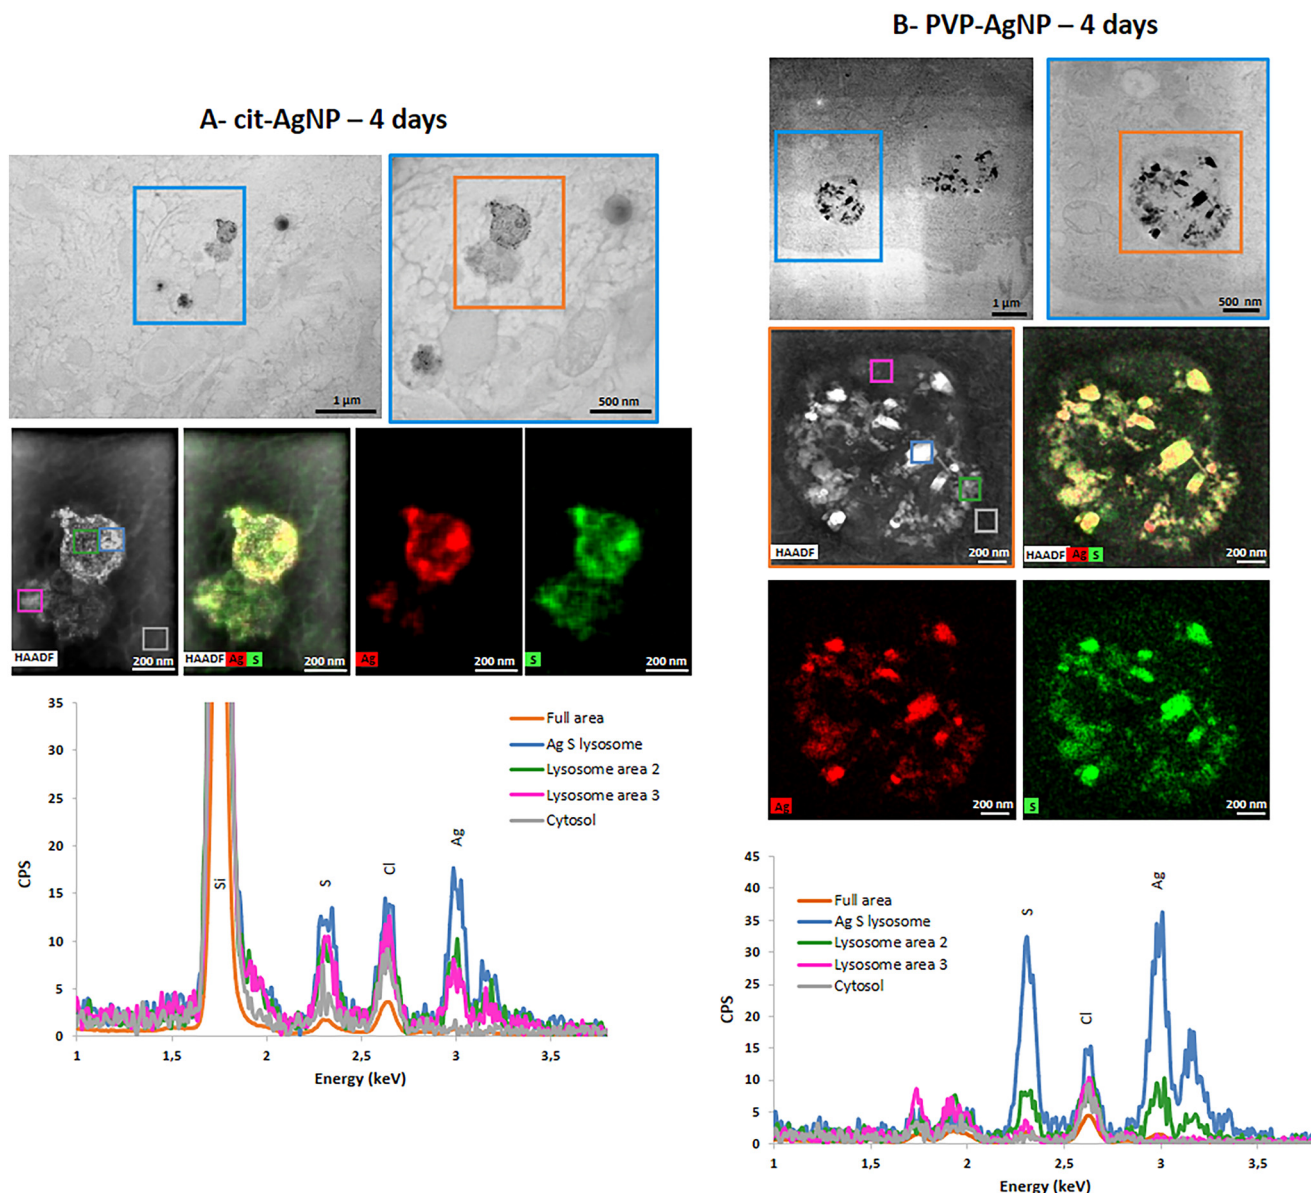 A- cit-AgNP – 4 days
1 µm
500 nm
HAADF
200 nm
HAADF Ag S
200 nm
Ag
200 nm
S
200 nm
35
30
25
20
15
10
5
0
CPS
Full area
Ag S lysosome
Lysosome area 2
Lysosome area 3
Cytosol
Si
S
Cl
Ag
1
1,5
2
2,5
3
3,5
Energy (keV)
B- PVP-AgNP – 4 days
1 µm
500 nm
HAADF
200 nm
HAADF Ag S
200 nm
Ag
200 nm
S
200 nm
45
40
35
30
25
20
15
10
5
0
CPS
Full area
Ag S lysosome
Lysosome area 2
Lysosome area 3
Cytosol
S
Cl
Ag
1
1,5
2
2,5
3
3,5
Energy (keV)